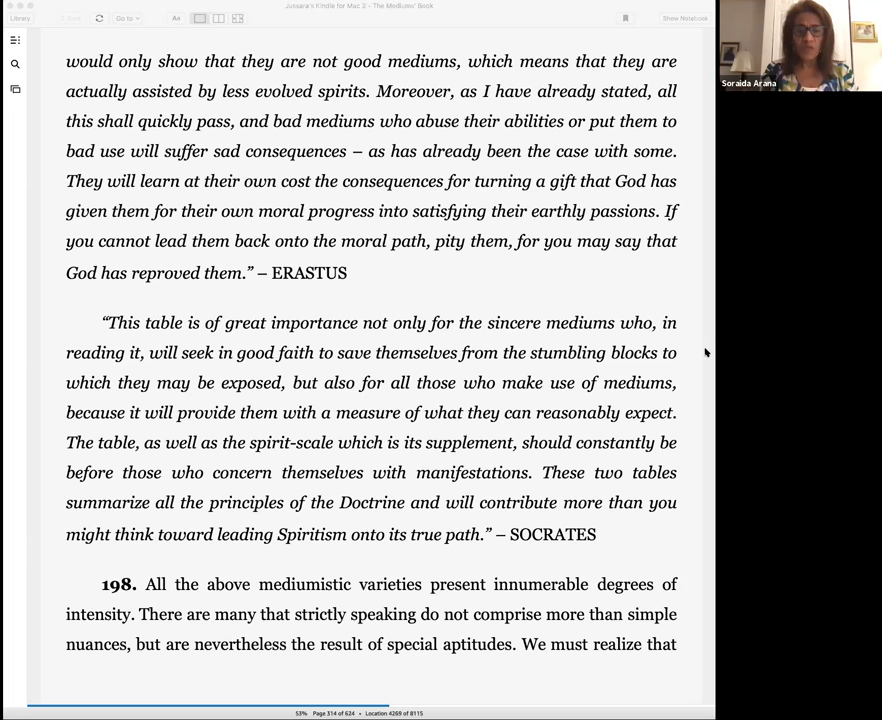 Jussara's Kindle for Mac 2 - The Mediums' Book
Library
Back
Go to
Aa
Show Notebook
would only show that they are not good mediums, which means that they are
actually assisted by less evolved spirits. Moreover, as I have already stated, all
this shall quickly pass, and bad mediums who abuse their abilities or put them to
bad use will suffer sad consequences – as has already been the case with some.
They will learn at their own cost the consequences for turning a gift that God has
given them for their own moral progress into satisfying their earthly passions. If
you cannot lead them back onto the moral path, pity them, for you may say that
God has reproved them.” – ERASTUS
“This table is of great importance not only for the sincere mediums who, in
reading it, will seek in good faith to save themselves from the stumbling blocks to
which they may be exposed, but also for all those who make use of mediums,
because it will provide them with a measure of what they can reasonably expect.
The table, as well as the spirit-scale which is its supplement, should constantly be
before those who concern themselves with manifestations. These two tables
summarize all the principles of the Doctrine and will contribute more than you
might think toward leading Spiritism onto its true path.” – SOCRATES
198. All the above mediumistic varieties present innumerable degrees of
intensity. There are many that strictly speaking do not comprise more than simple
nuances, but are nevertheless the result of special aptitudes. We must realize that
53% Page 314 of 624 • Location 4269 of 8115
Soraida Arana